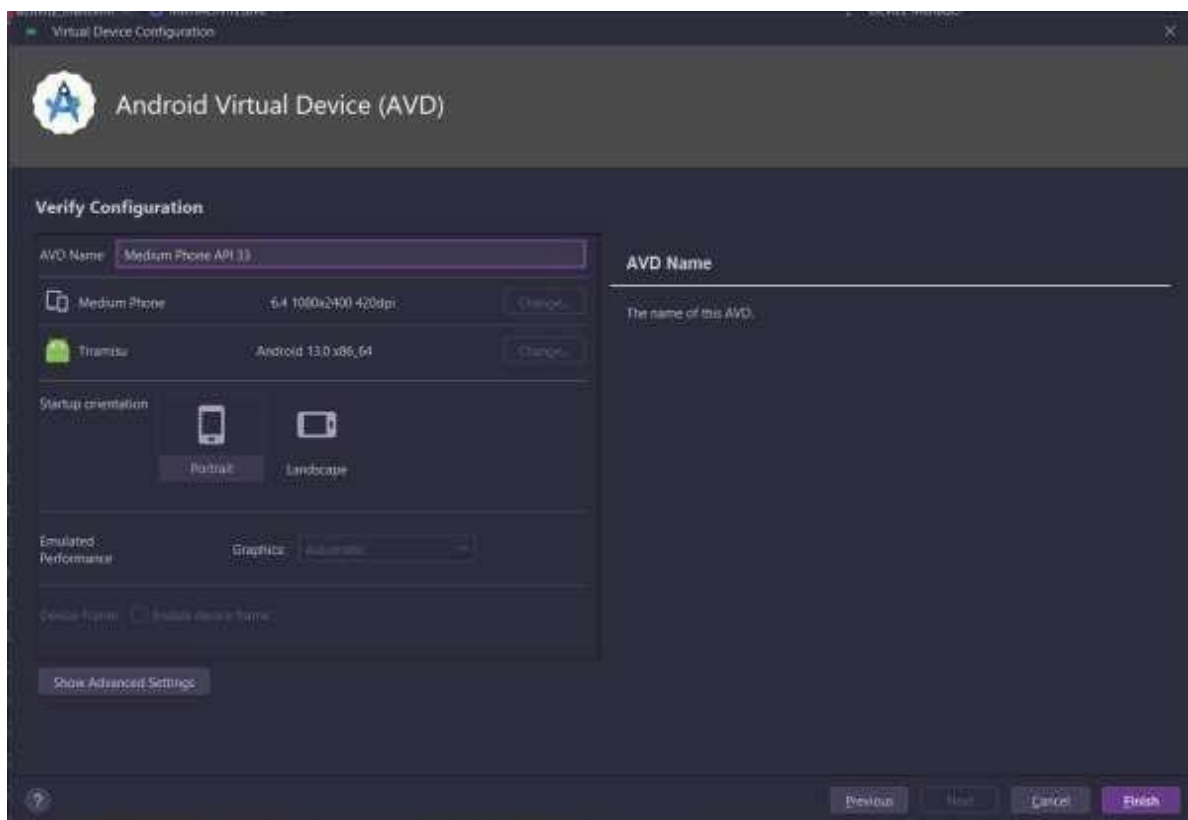 Virtual Device Configuration
Android Virtual Device (AVD)
Verify Configuration
AVD Name Medium Phone API 33
AVD Name
Medium Phone 6.4 1080x2400 420dpi Change...
The name of this AVD.
Tiramisu Android 13.0 x86_64 Change...
Startup orientation
Portrait Landscape
Emulated
Performance
Graphics: Automatic
Device Frame Enable device frame
Show Advanced Settings
? Previous Next Cancel Finish